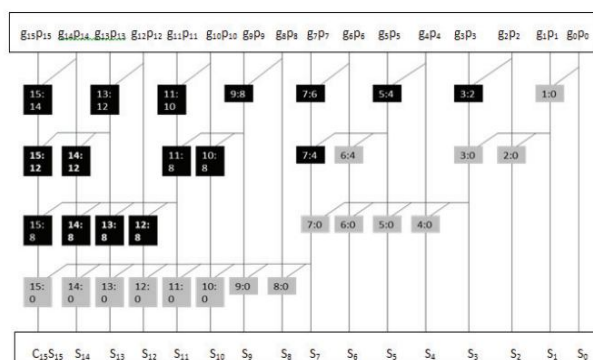 g₁₅p₁₅ g₁₄p₁₄ g₁₃p₁₃ g₁₂p₁₂ g₁₁p₁₁ g₁₀p₁₀ g₉p₉ g₈p₈ g₇p₇ g₆p₆ g₅p₅ g₄p₄ g₃p₃ g₂p₂ g₁p₁ g₀p₀
15: 13: 11: 9:8 7:6 5:4 3:2 1:0
14 12 10
15: 14: 11: 10: 7:4 6:4 3:0 2:0
12 12 8 8
15: 14: 13: 12: 7:0 6:0 5:0 4:0
8 8 8 8
15: 14: 13: 12: 11: 10: 9:0 8:0
0 0 0 0 0 0
C₁₅S₁₅ S₁₄ S₁₃ S₁₂ S₁₁ S₁₀ S₉ S₈ S₇ S₆ S₅ S₄ S₃ S₂ S₁ S₀